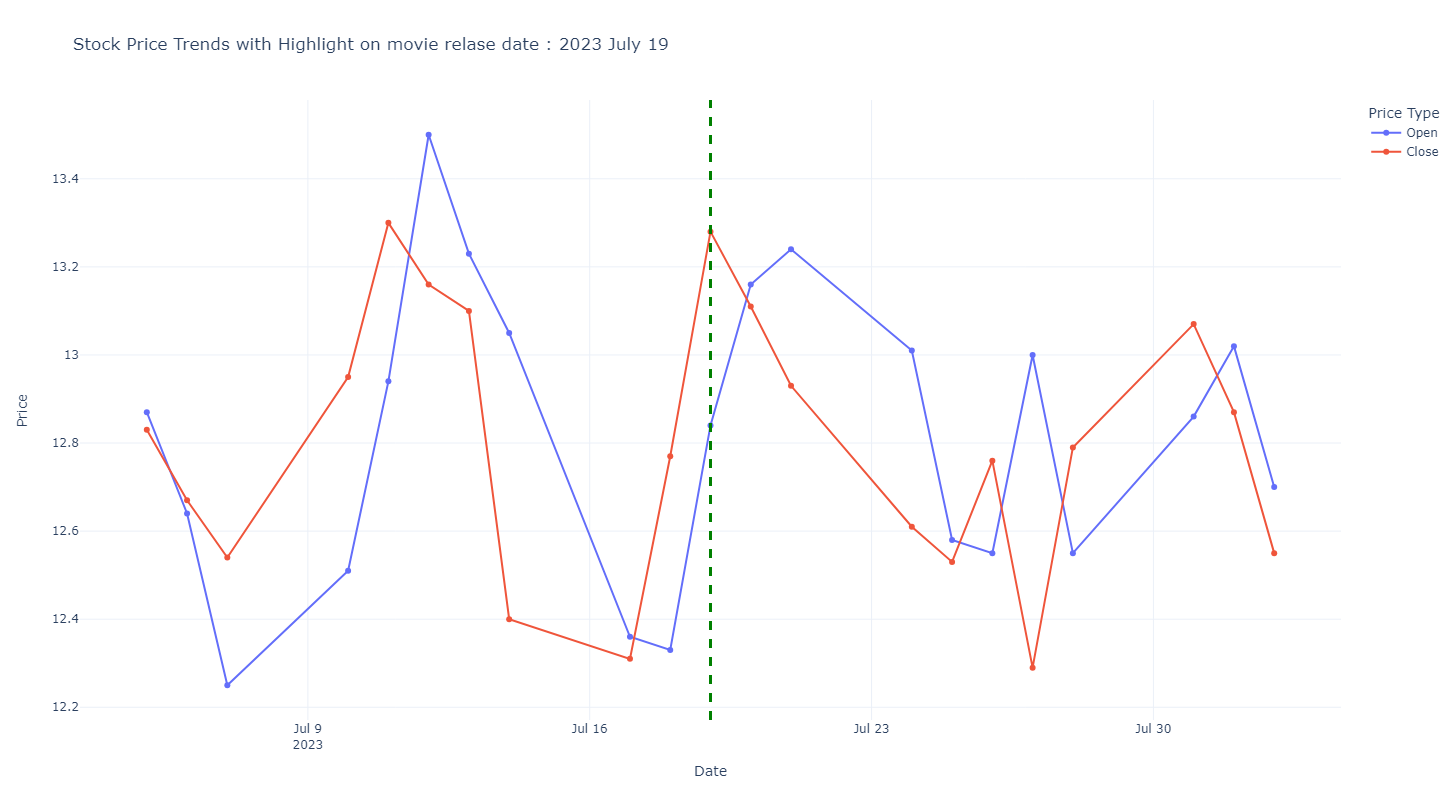 Stock Price Trends with Highlight on movie relase date : 2023 July 19
Price Type
Open
Close
13.4
13.2
13
12.8
12.6
12.4
12.2
Price
Jul 9
2023
Jul 16
Jul 23
Jul 30
Date